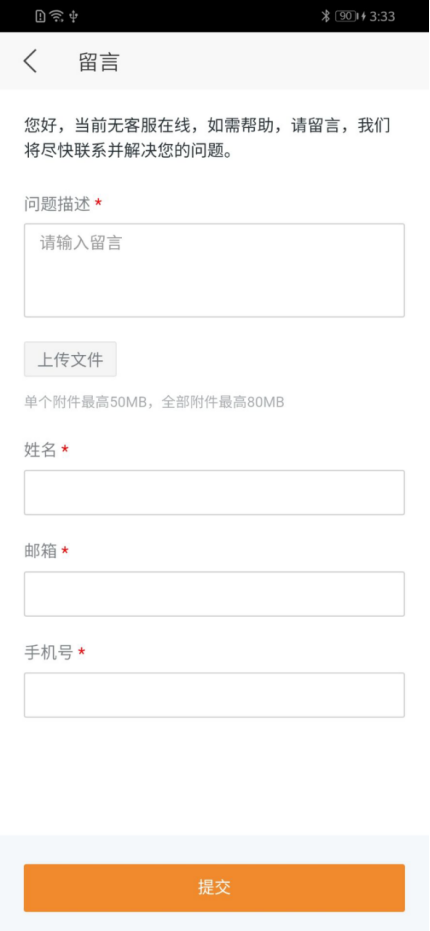 90 3:33
留言
您好，当前无客服在线，如需帮助，请留言，我们
将尽快联系并解决您的问题。
问题描述 *
请输入留言
上传文件
单个附件最高50MB，全部附件最高80MB
姓名 *
邮箱 *
手机号 *
提交